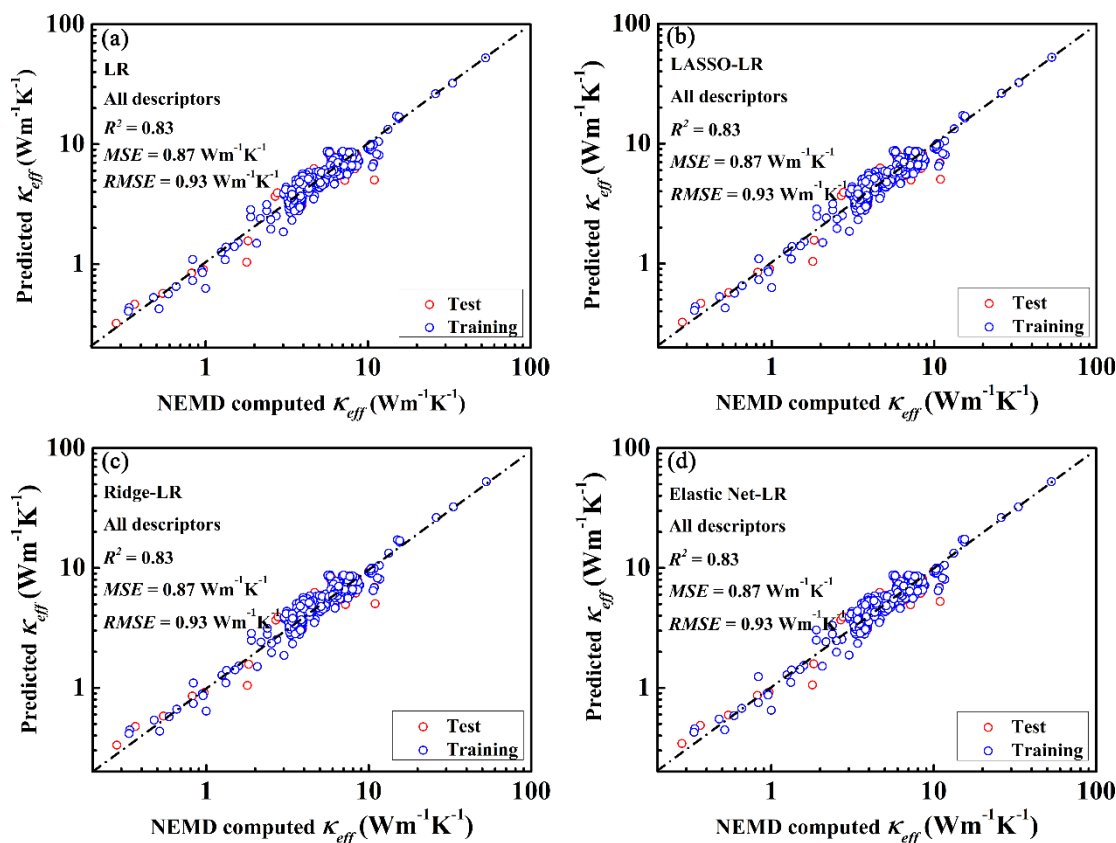 (a)
LR
All descriptors
R² = 0.83
MSE = 0.87 Wm⁻¹K⁻¹
RMSE = 0.93 Wm⁻¹K⁻¹
100
10
1
Predicted κeff (Wm⁻¹K⁻¹)
Test
Training
1 10 100
NEMD computed κeff (Wm⁻¹K⁻¹)
(b)
LASSO-LR
All descriptors
R² = 0.83
MSE = 0.87 Wm⁻¹K⁻¹
RMSE = 0.93 Wm⁻¹K⁻¹
100
10
1
Predicted κeff (Wm⁻¹K⁻¹)
Test
Training
1 10 100
NEMD computed κeff (Wm⁻¹K⁻¹)
(c)
Ridge-LR
All descriptors
R² = 0.83
MSE = 0.87 Wm⁻¹K⁻¹
RMSE = 0.93 Wm⁻¹K⁻¹
100
10
1
Predicted κeff (Wm⁻¹K⁻¹)
Test
Training
1 10 100
NEMD computed κeff (Wm⁻¹K⁻¹)
(d)
Elastic Net-LR
All descriptors
R² = 0.83
MSE = 0.87 Wm⁻¹K⁻¹
RMSE = 0.93 Wm⁻¹K⁻¹
100
10
1
Predicted κeff (Wm⁻¹K⁻¹)
Test
Training
1 10 100
NEMD computed κeff (Wm⁻¹K⁻¹)